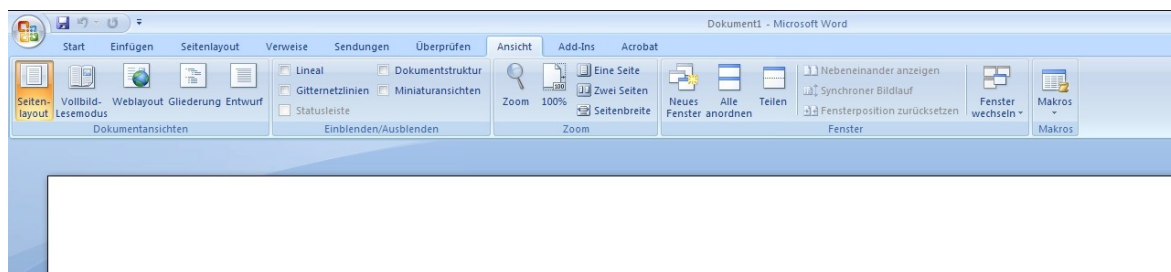 Dokument1 - Microsoft Word
Start Einfügen Seitenlayout Verweise Sendungen Überprüfen Ansicht Add-Ins Acrobat
Seiten-
layout
Vollbild-
Lesemodus
Weblayout
Gliederung
Entwurf
Dokumentansichten
Lineal
Gitternetzlinien
Statusleiste
Dokumentstruktur
Miniaturansichten
Einblenden/Ausblenden
Zoom
100%
Eine Seite
Zwei Seiten
Seitenbreite
Zoom
Neues
Fenster
Alle
anordnen
Teilen
Nebeneinander anzeigen
Synchroner Bildlauf
Fensterposition zurücksetzen
Fenster
wechseln
Fenster
Makros
Makros